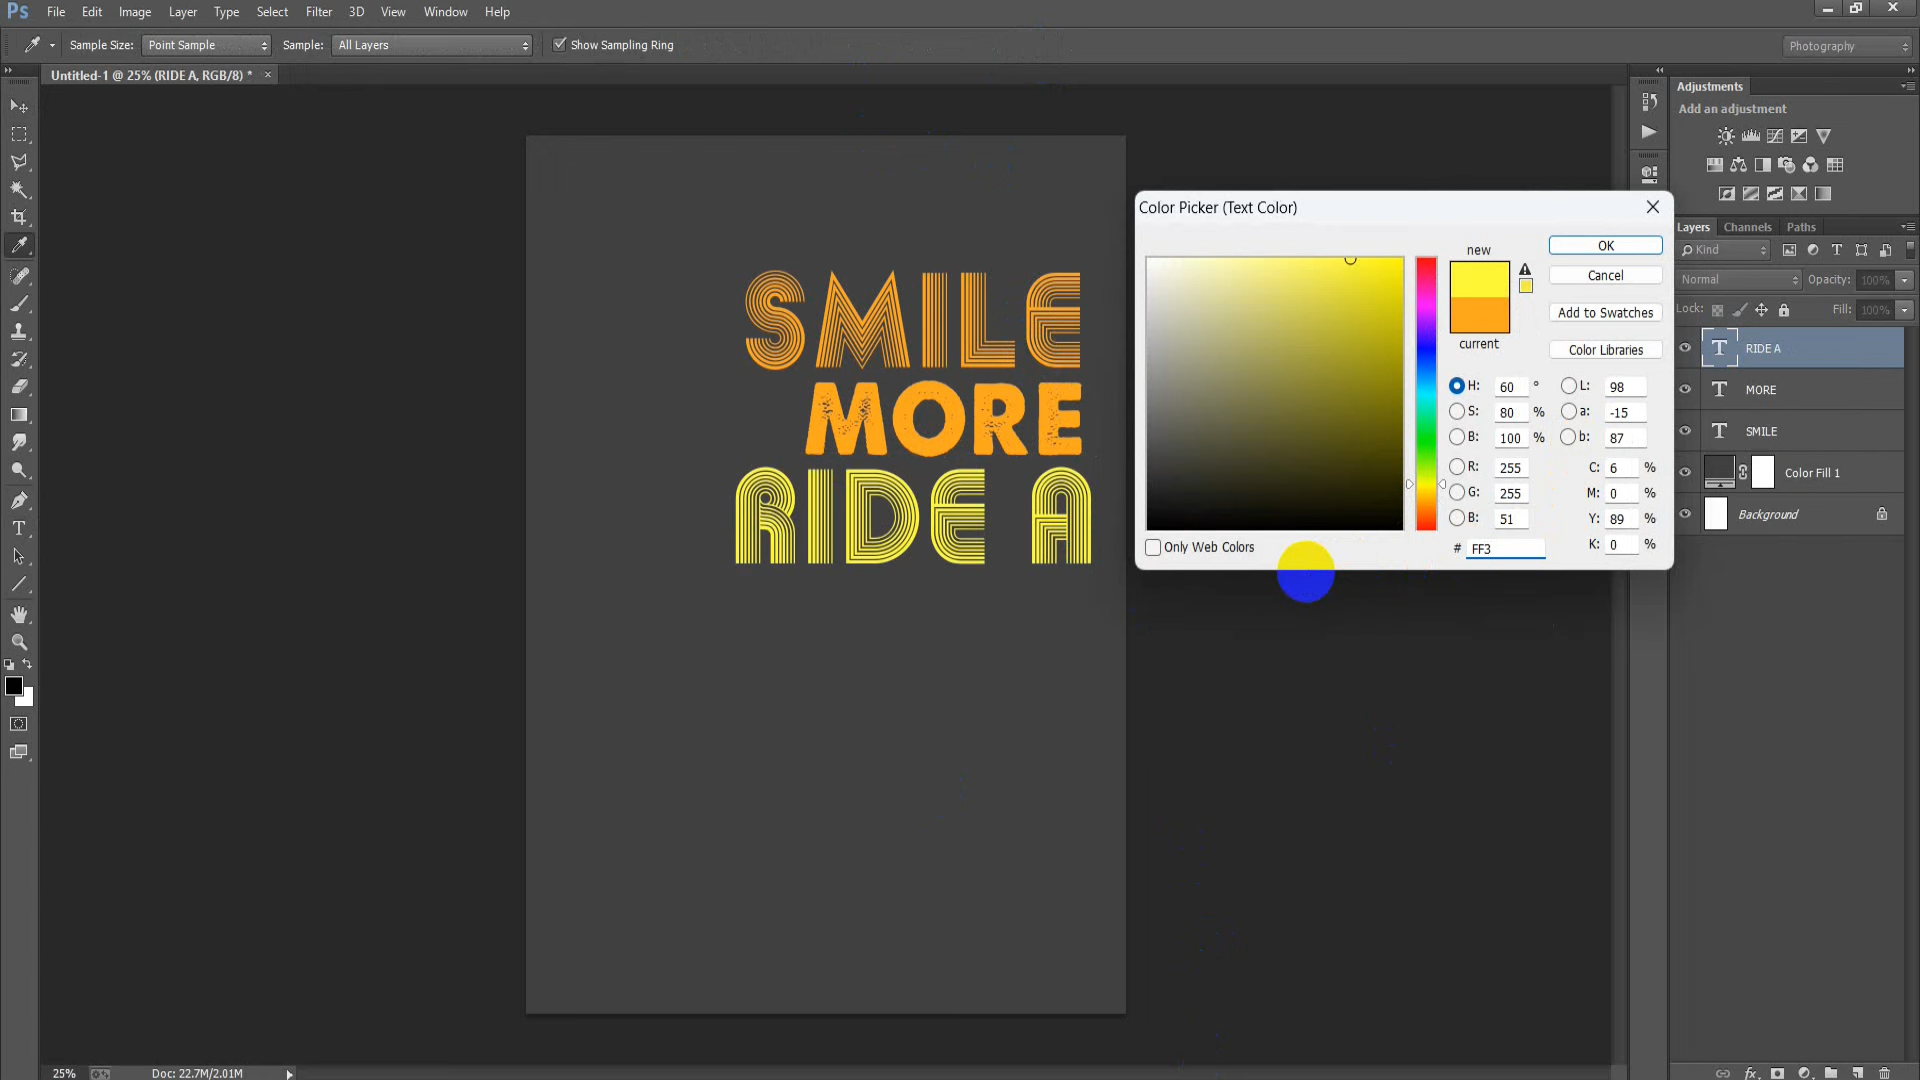 Ps File Edit Image Layer Type Select Filter 3D View Window Help
Sample Size: Point Sample Sample: All Layers Show Sampling Ring Photography
Untitled-1 @ 25% (RIDE A, RGB/8) * ×
Adjustments
Add an adjustment
SMILE
MORE
RIDE A
Color Picker (Text Color)
new
current
OK
Cancel
Add to Swatches
Color Libraries
H: 60 ° L: 98
S: 80 % a: -15
B: 100 % b: 87
R: 255 C: 6 %
G: 255 M: 0 %
B: 51 Y: 89 %
# FF3 K: 0 %
Only Web Colors
Layers Channels Paths
Kind
Normal Opacity: 100%
Lock: Fill: 100%
T RIDE A
T MORE
T SMILE
Color Fill 1
Background
25% Doc: 22.7M/2.01M